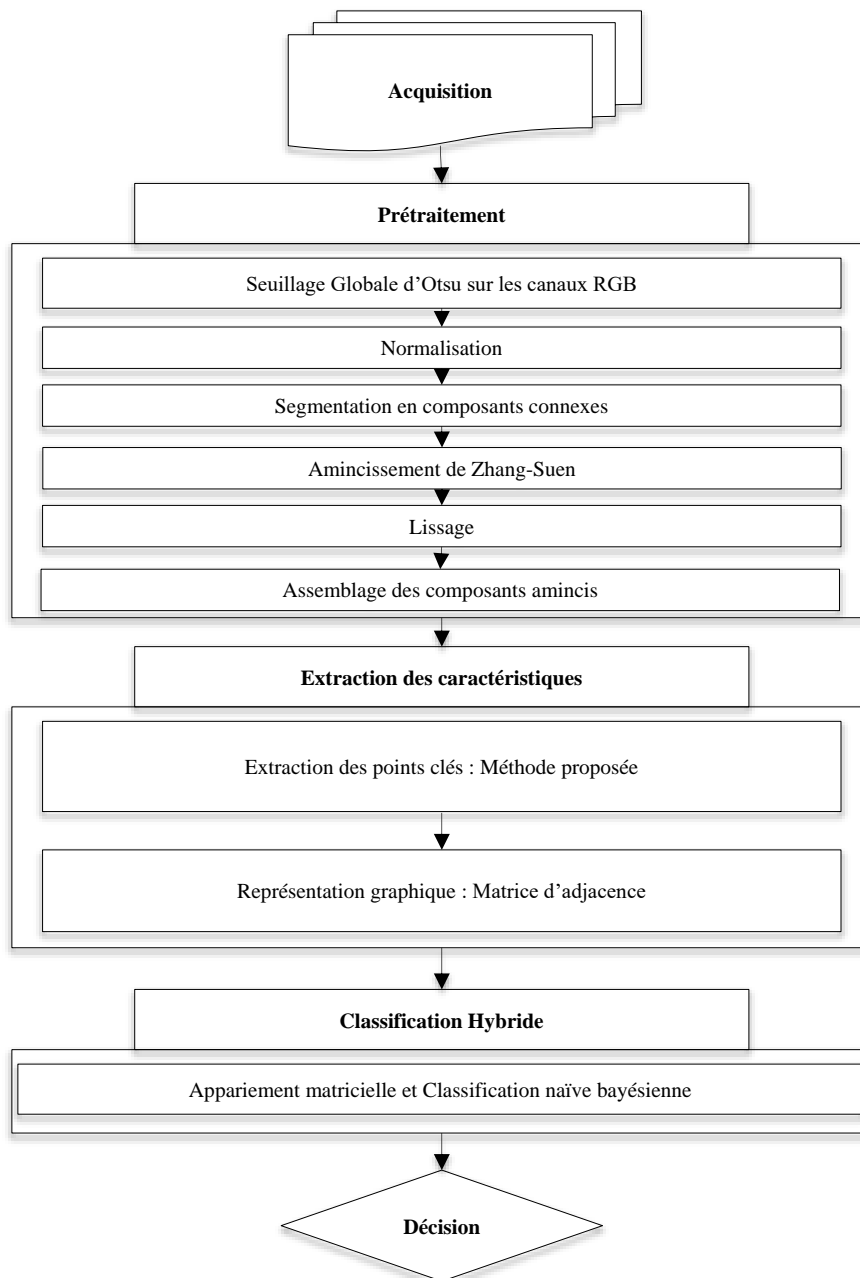 Acquisition
Prétraitement
Seuillage Globale d’Otsu sur les canaux RGB
Normalisation
Segmentation en composants connexes
Amincissement de Zhang-Suen
Lissage
Assemblage des composants amincis
Extraction des caractéristiques
Extraction des points clés : Méthode proposée
Représentation graphique : Matrice d’adjacence
Classification Hybride
Appariement matricielle et Classification naïve bayésienne
Décision